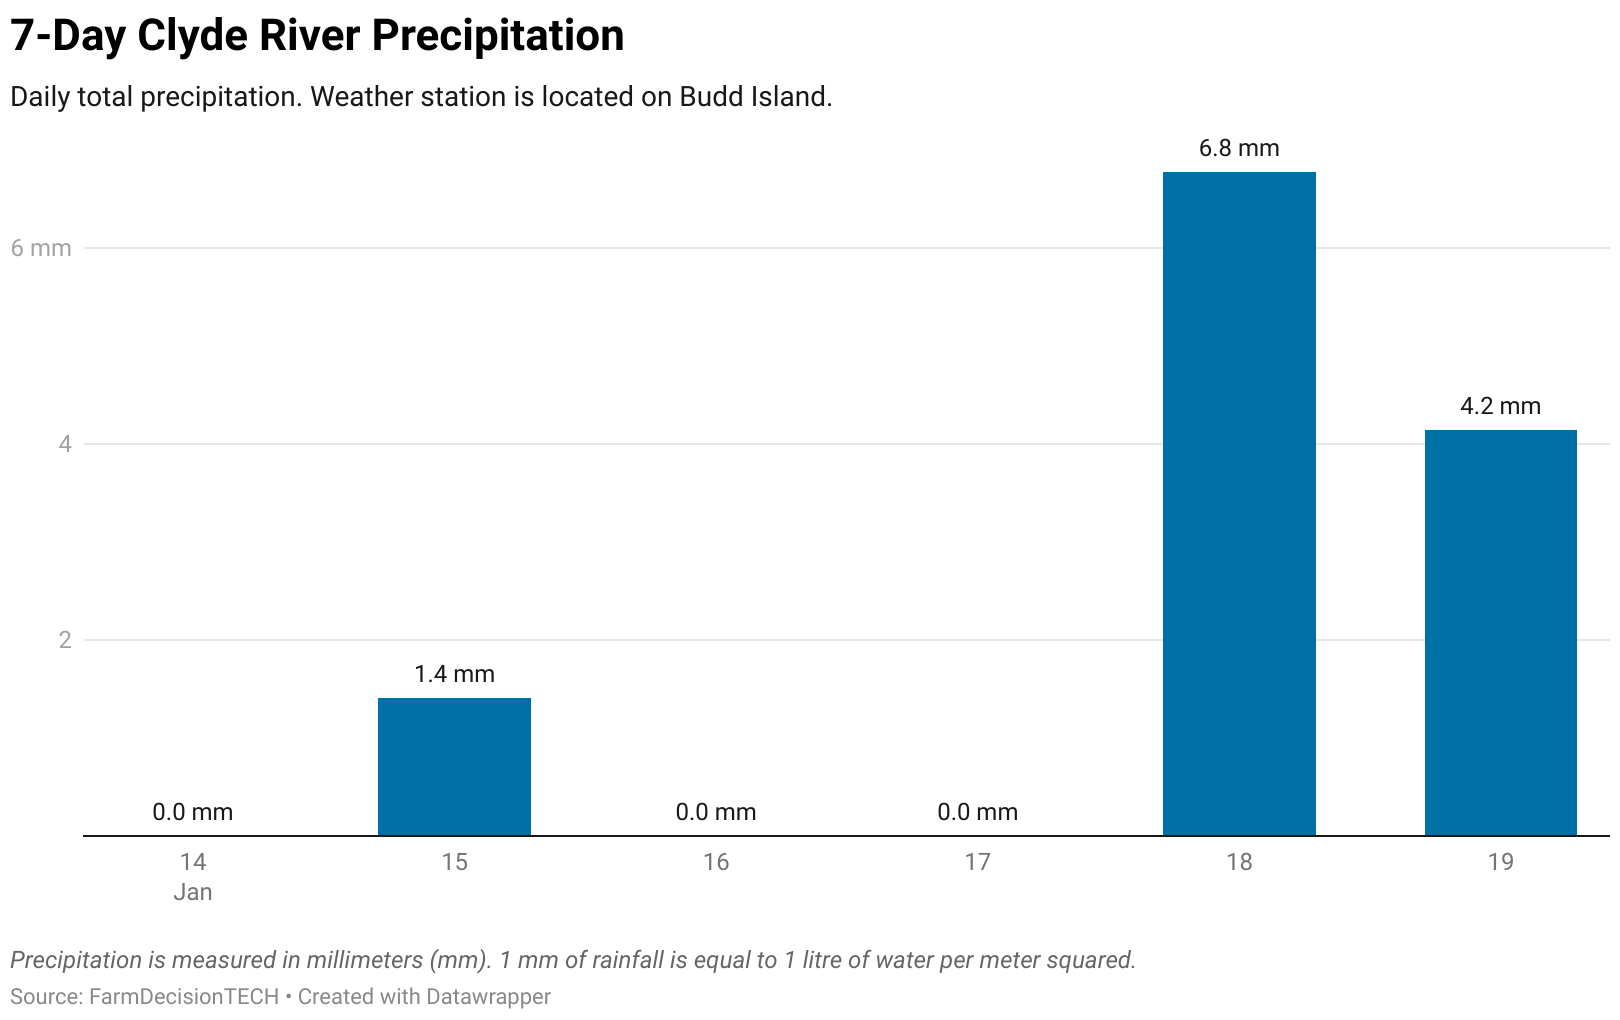 7-Day Clyde River Precipitation
Daily total precipitation. Weather station is located on Budd Island.
6.8 mm
6 mm
4.2 mm
4
2
1.4 mm
0.0 mm
0.0 mm
0.0 mm
14 15 16 17 18 19
Jan
Precipitation is measured in millimeters (mm). 1 mm of rainfall is equal to 1 litre of water per meter squared.
Source: FarmDecisionTECH • Created with Datawrapper